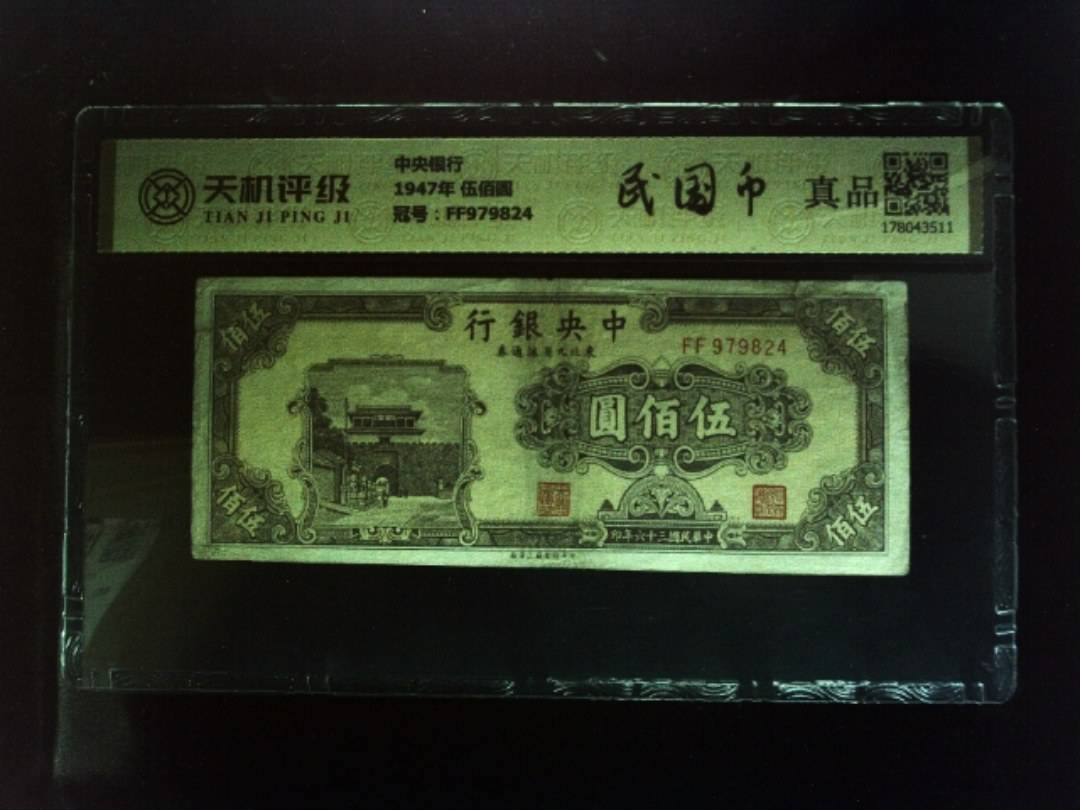 天机评级
TIAN JI PING JI
中央银行
1947年 伍佰圓
冠号：FF979824
民国币
真品
178043511
伍佰
伍佰
中央銀行
東北九省流通券
FF 979824
伍佰圓
伍佰
伍佰
中華民國三十六年印